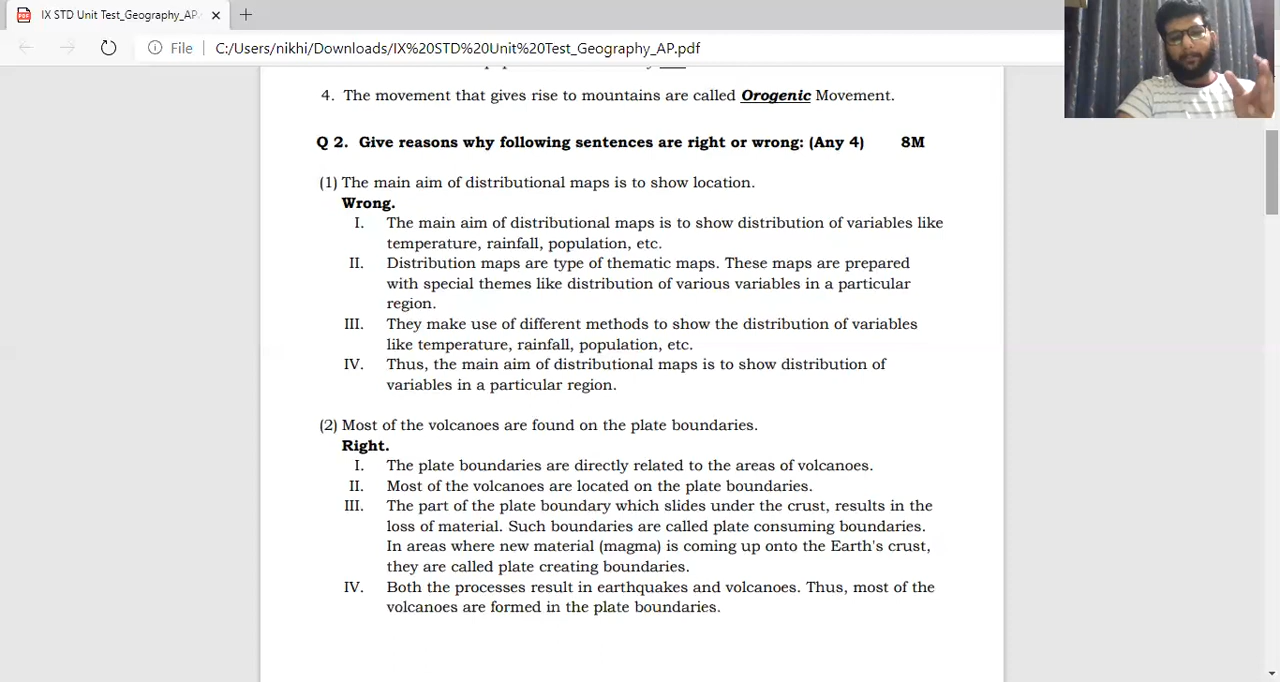 IX STD Unit Test_Geography_AP.
File C:/Users/nikhi/Downloads/IX%20STD%20Unit%20Test_Geography_AP.pdf
4. The movement that gives rise to mountains are called Orogenic Movement.
Q 2. Give reasons why following sentences are right or wrong: (Any 4) 8M
(1) The main aim of distributional maps is to show location.
Wrong.
I. The main aim of distributional maps is to show distribution of variables like
temperature, rainfall, population, etc.
II. Distribution maps are type of thematic maps. These maps are prepared
with special themes like distribution of various variables in a particular
region.
III. They make use of different methods to show the distribution of variables
like temperature, rainfall, population, etc.
IV. Thus, the main aim of distributional maps is to show distribution of
variables in a particular region.
(2) Most of the volcanoes are found on the plate boundaries.
Right.
I. The plate boundaries are directly related to the areas of volcanoes.
II. Most of the volcanoes are located on the plate boundaries.
III. The part of the plate boundary which slides under the crust, results in the
loss of material. Such boundaries are called plate consuming boundaries.
In areas where new material (magma) is coming up onto the Earth's crust,
they are called plate creating boundaries.
IV. Both the processes result in earthquakes and volcanoes. Thus, most of the
volcanoes are formed in the plate boundaries.